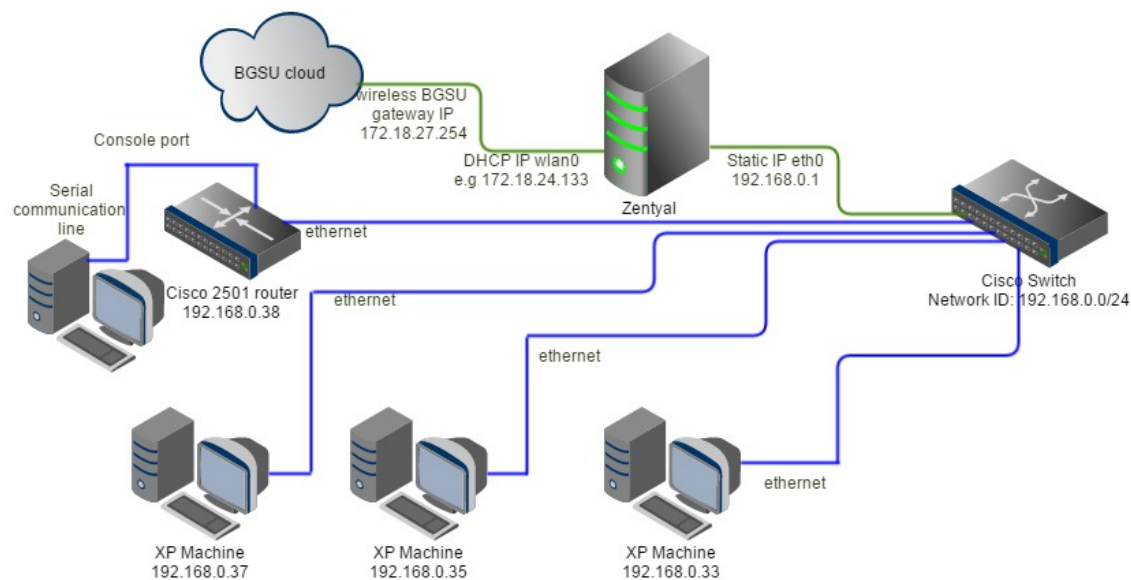 BGSU cloud
wireless BGSU
gateway IP
172.18.27.254
DHCP IP wlan0
e.g 172.18.24.133
Zentyal
Static IP eth0
192.168.0.1
Console port
Serial
communication
line
ethernet
Cisco 2501 router
192.168.0.38
ethernet
Cisco Switch
Network ID: 192.168.0.0/24
ethernet
ethernet
XP Machine
192.168.0.37
XP Machine
192.168.0.35
XP Machine
192.168.0.33